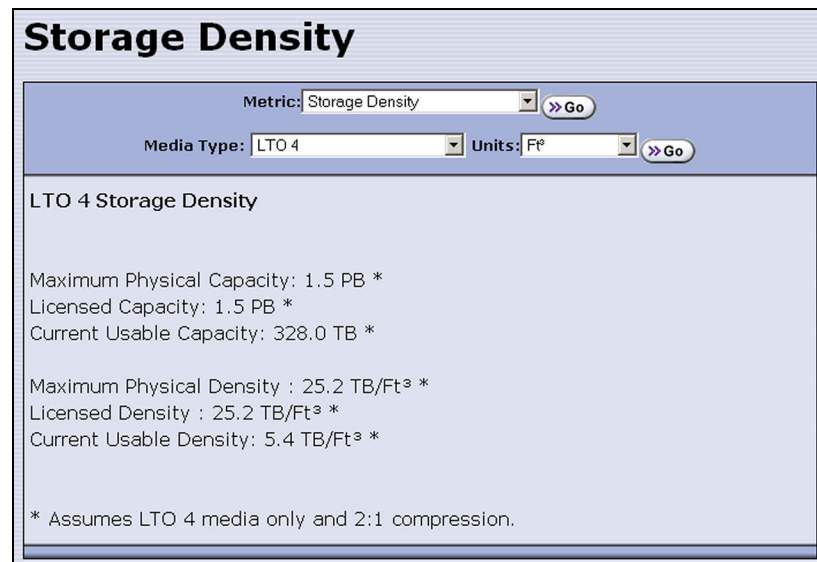 Storage Density
Metric: Storage Density >> Go
Media Type: LTO 4 Units: Ft³ >> Go
LTO 4 Storage Density
Maximum Physical Capacity: 1.5 PB *
Licensed Capacity: 1.5 PB *
Current Usable Capacity: 328.0 TB *
Maximum Physical Density : 25.2 TB/Ft³ *
Licensed Density : 25.2 TB/Ft³ *
Current Usable Density: 5.4 TB/Ft³ *
* Assumes LTO 4 media only and 2:1 compression.